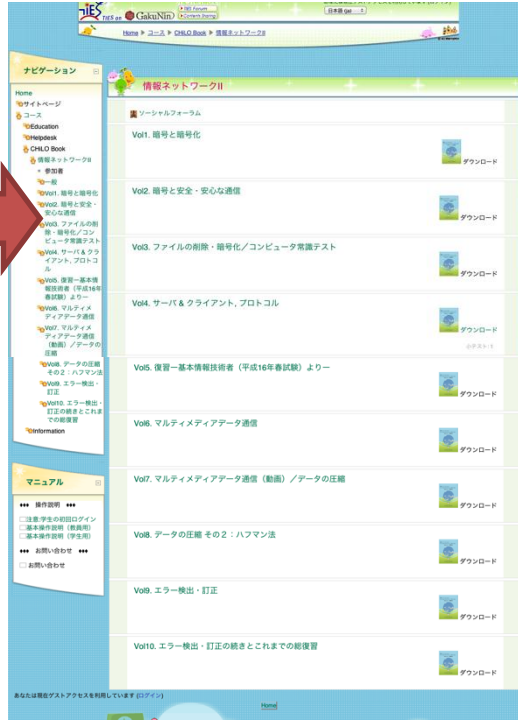 TIES on GakuNin
TIES Forum
Contents Sharing
日本語 (ja)
Home ▶ コース ▶ CHiLO Book ▶ 情報ネットワークII
ナビゲーション
Home
サイトページ
コース
Education
Helpdesk
CHiLO Book
情報ネットワークII
参加者
一般
Vol1. 暗号と暗号化
Vol2. 暗号と安全・
安心な通信
Vol3. ファイルの削
除・暗号化／コン
ピュータ常識テスト
Vol4. サーバ & クラ
イアント, プロトコ
ル
Vol5. 復習ー基本情
報技術者（平成16年
春試験）よりー
Vol6. マルティメ
ディアデータ通信
Vol7. マルティメ
ディアデータ通信
（動画）／データの
圧縮
Vol8. データの圧縮
その２：ハフマン法
Vol9. エラー検出・
訂正
Vol10. エラー検出・
訂正の続きとこれま
での総復習
Information
マニュアル
♦♦♦ 操作説明 ♦♦♦
注意:学生の初回ログイン
基本操作説明（教員用）
基本操作説明（学生用）
♦♦♦ お問い合わせ ♦♦♦
お問い合わせ
情報ネットワークII
ソーシャルフォーラム
Vol1. 暗号と暗号化
ダウンロード
Vol2. 暗号と安全・安心な通信
ダウンロード
Vol3. ファイルの削除・暗号化／コンピュータ常識テスト
ダウンロード
Vol4. サーバ & クライアント, プロトコル
ダウンロード
小テスト: 1
Vol5. 復習ー基本情報技術者（平成16年春試験）よりー
ダウンロード
Vol6. マルティメディアデータ通信
ダウンロード
Vol7. マルティメディアデータ通信（動画）／データの圧縮
ダウンロード
Vol8. データの圧縮 その２：ハフマン法
ダウンロード
Vol9. エラー検出・訂正
ダウンロード
Vol10. エラー検出・訂正の続きとこれまでの総復習
ダウンロード
あなたは現在ゲストアクセスを利用しています (ログイン)
Home